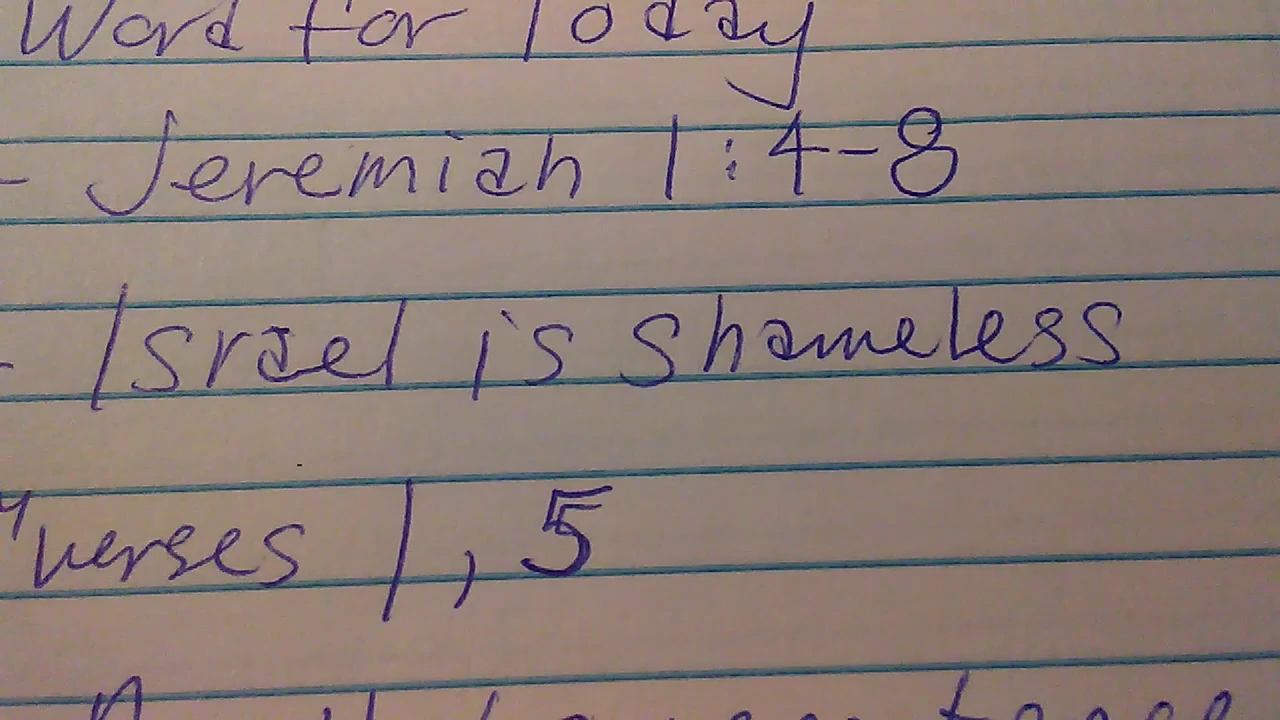 Word for Today
- Jeremiah 1:4-8
- Israel is shameless
verses 1, 5